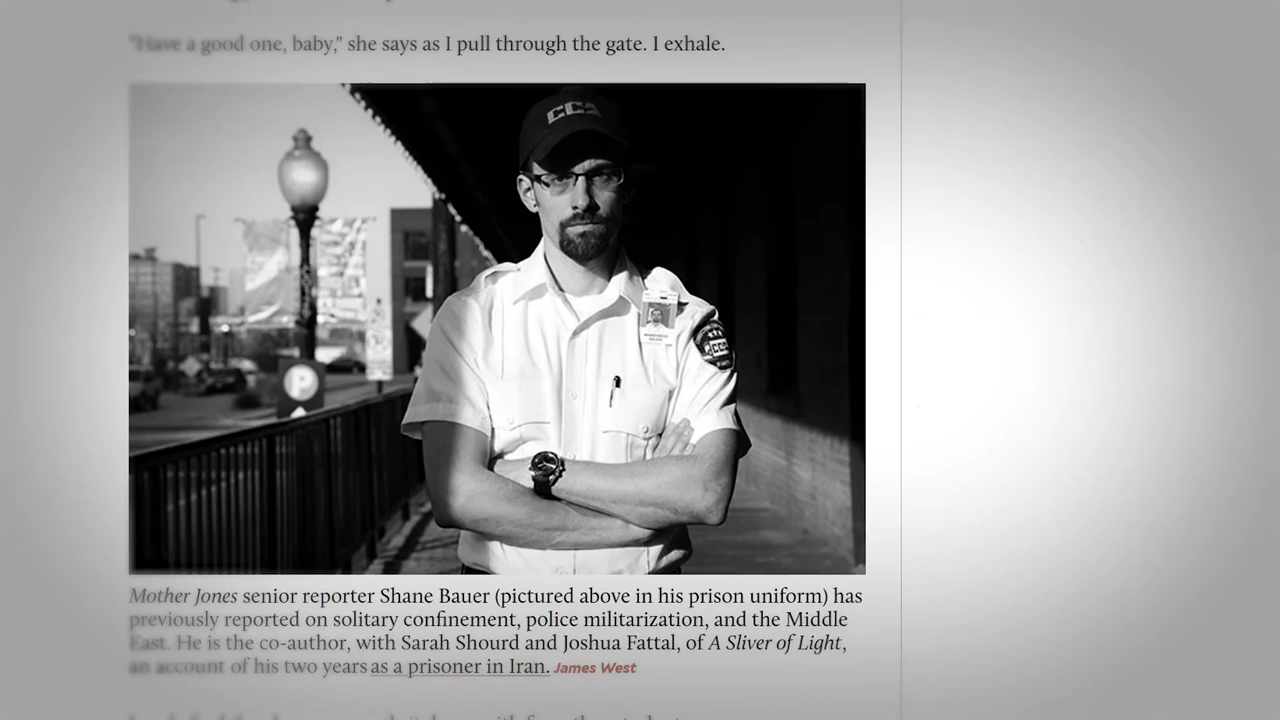 "Have a good one, baby," she says as I pull through the gate. I exhale.
CCA
P
CCA
Mother Jones senior reporter Shane Bauer (pictured above in his prison uniform) has
previously reported on solitary confinement, police militarization, and the Middle
East. He is the co-author, with Sarah Shourd and Joshua Fattal, of A Sliver of Light,
an account of his two years as a prisoner in Iran. James West